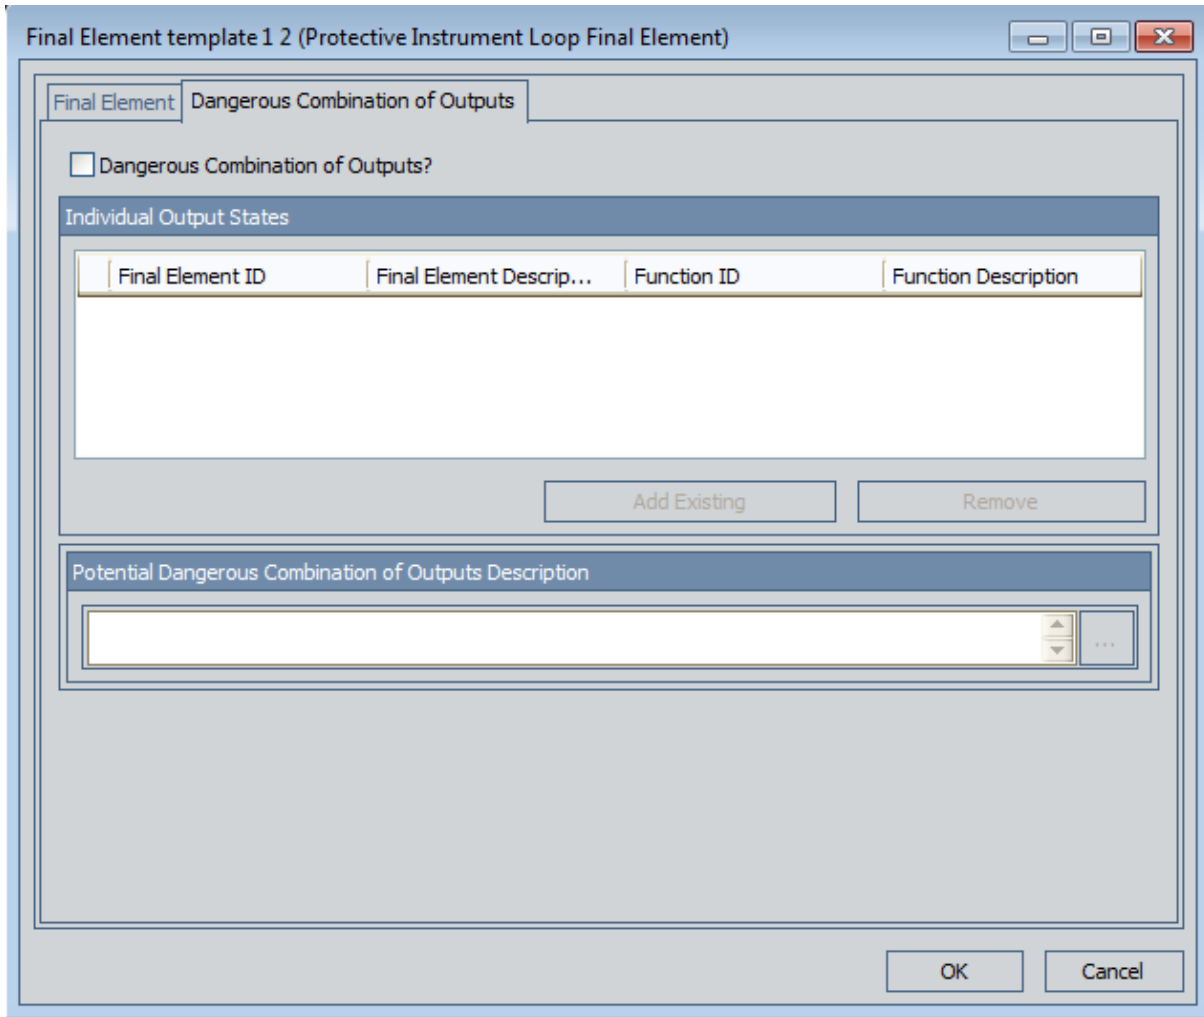 Final Element template 1 2 (Protective Instrument Loop Final Element)
Final Element Dangerous Combination of Outputs
Dangerous Combination of Outputs?
Individual Output States
Final Element ID Final Element Descrip... Function ID Function Description
Add Existing Remove
Potential Dangerous Combination of Outputs Description
...
OK Cancel